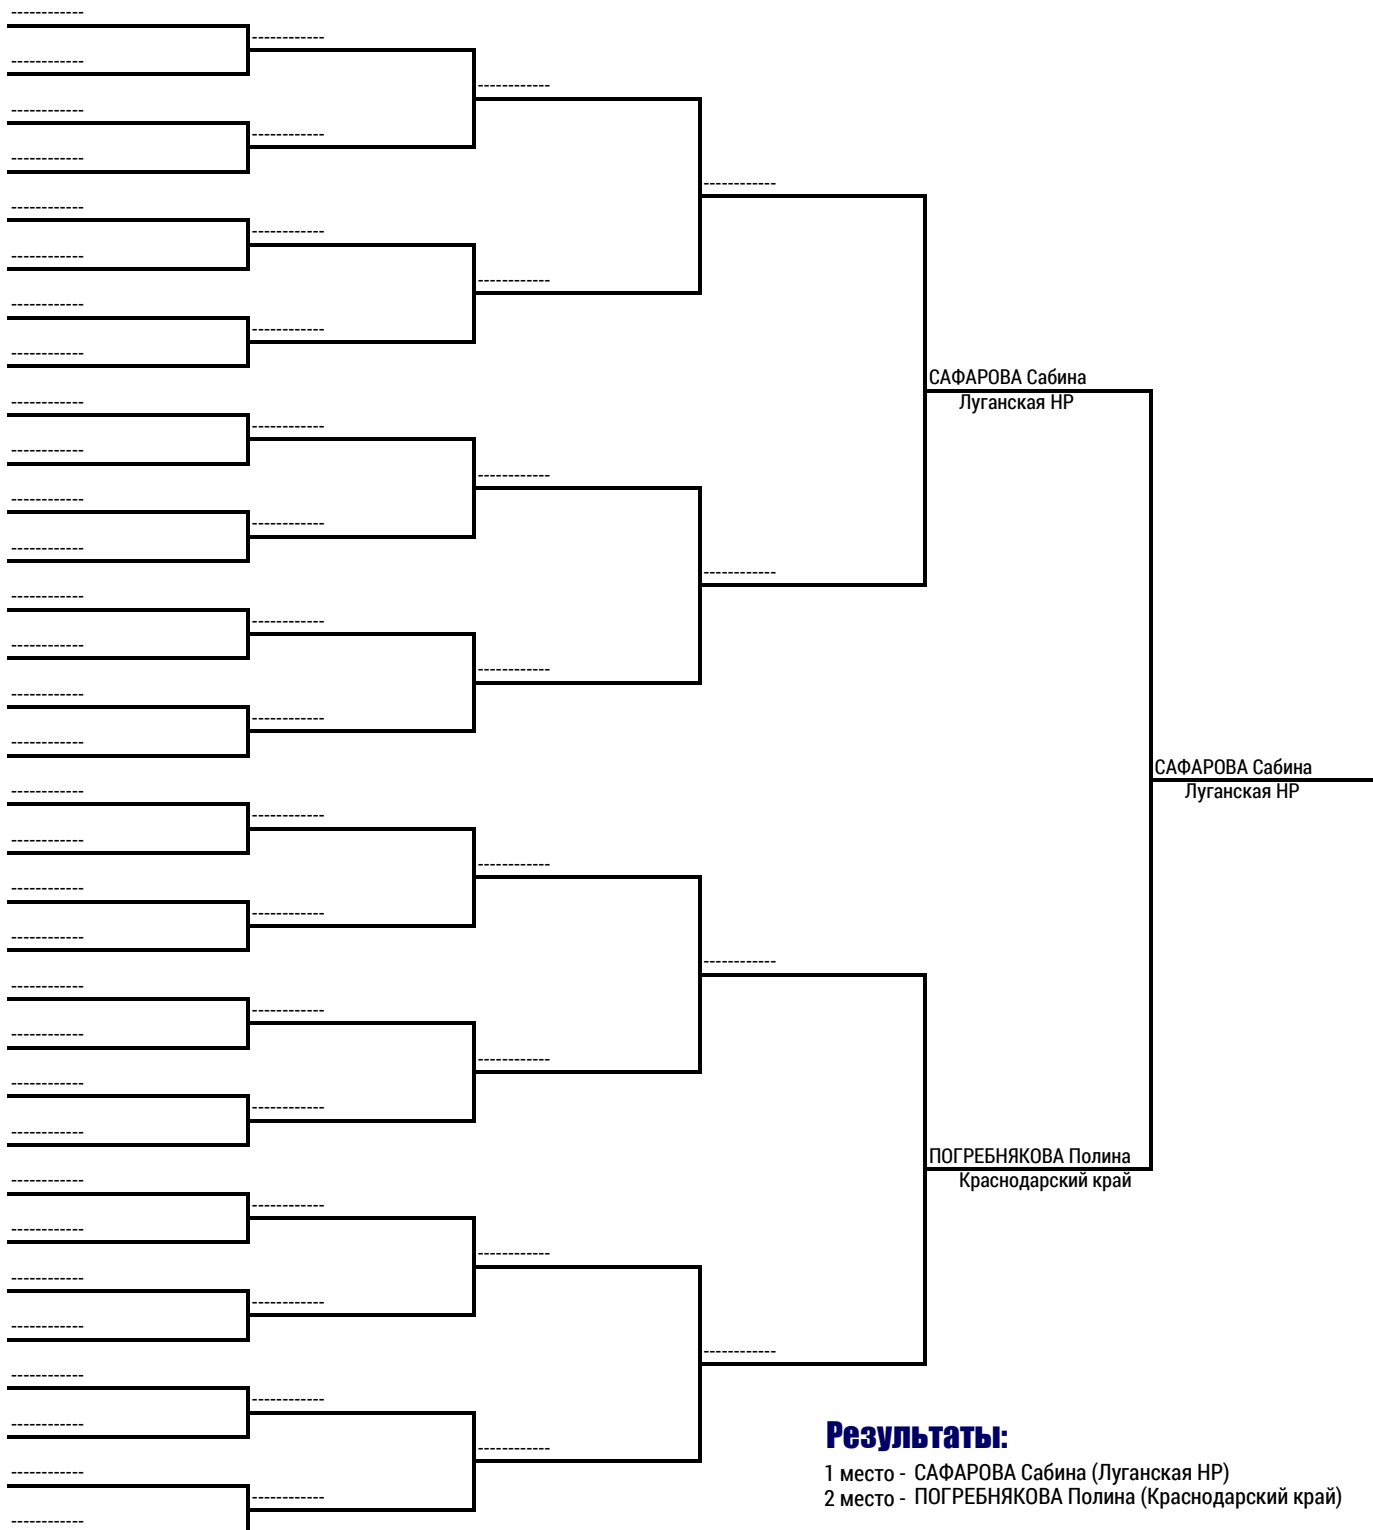 САФАРОВА Сабина
Луганская НР
САФАРОВА Сабина
Луганская НР
ПОГРЕБНЯКОВА Полина
Краснодарский край
Результаты:
1 место - САФАРОВА Сабина (Луганская НР)
2 место - ПОГРЕБНЯКОВА Полина (Краснодарский край)